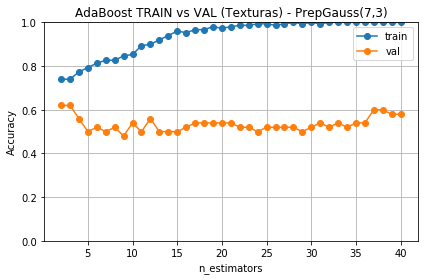 AdaBoost TRAIN vs VAL (Texturas) - PrepGauss(7,3)
1.0
0.8
0.6
0.4
0.2
0.0
Accuracy
train
val
5 10 15 20 25 30 35 40
n_estimators